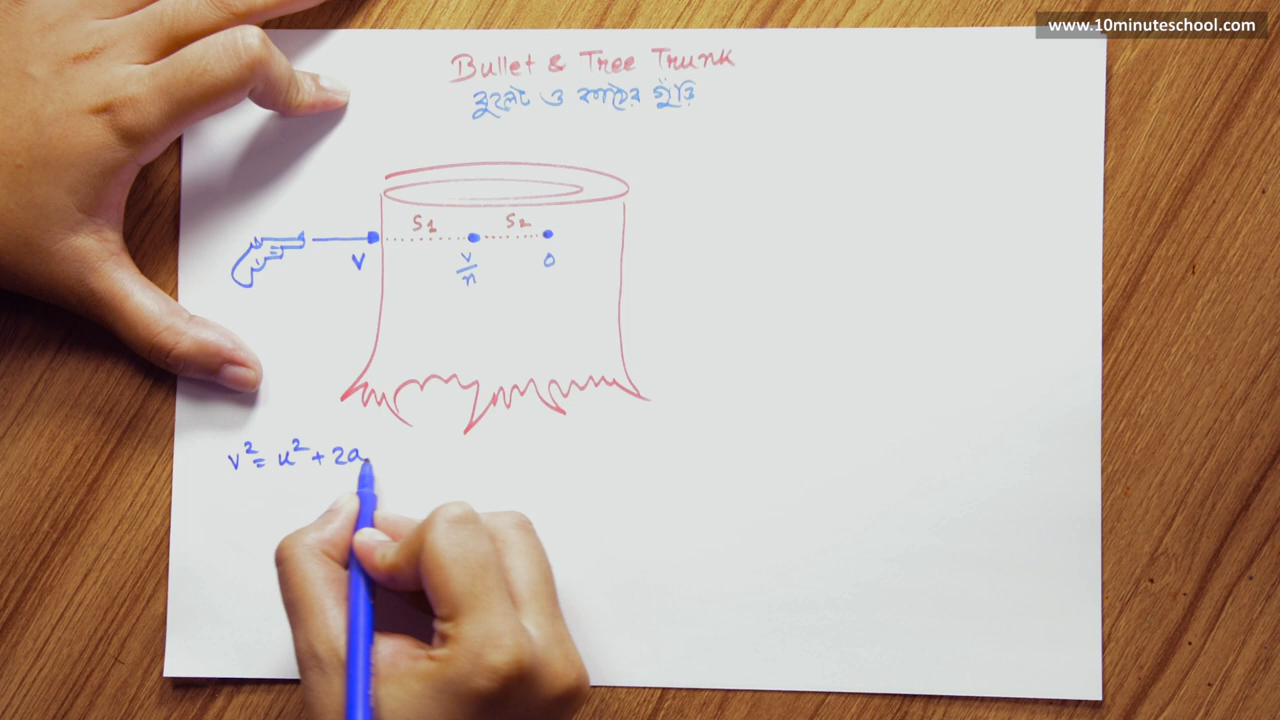 www.10minuteschool.com
Bullet & Tree Trunk
বুলেট ও কাঠের গুঁড়ি
S1 S2
V
v/n
0
v² = u² + 2a